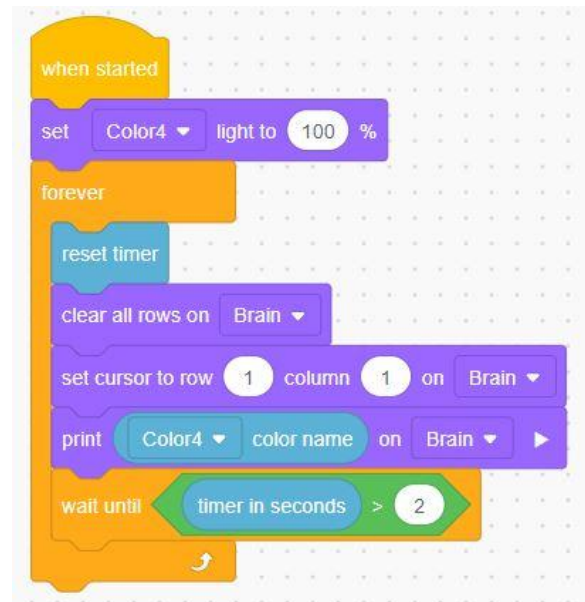 when started
set Color4 light to 100 %
forever
reset timer
clear all rows on Brain
set cursor to row 1 column 1 on Brain
print Color4 color name on Brain
wait until timer in seconds > 2